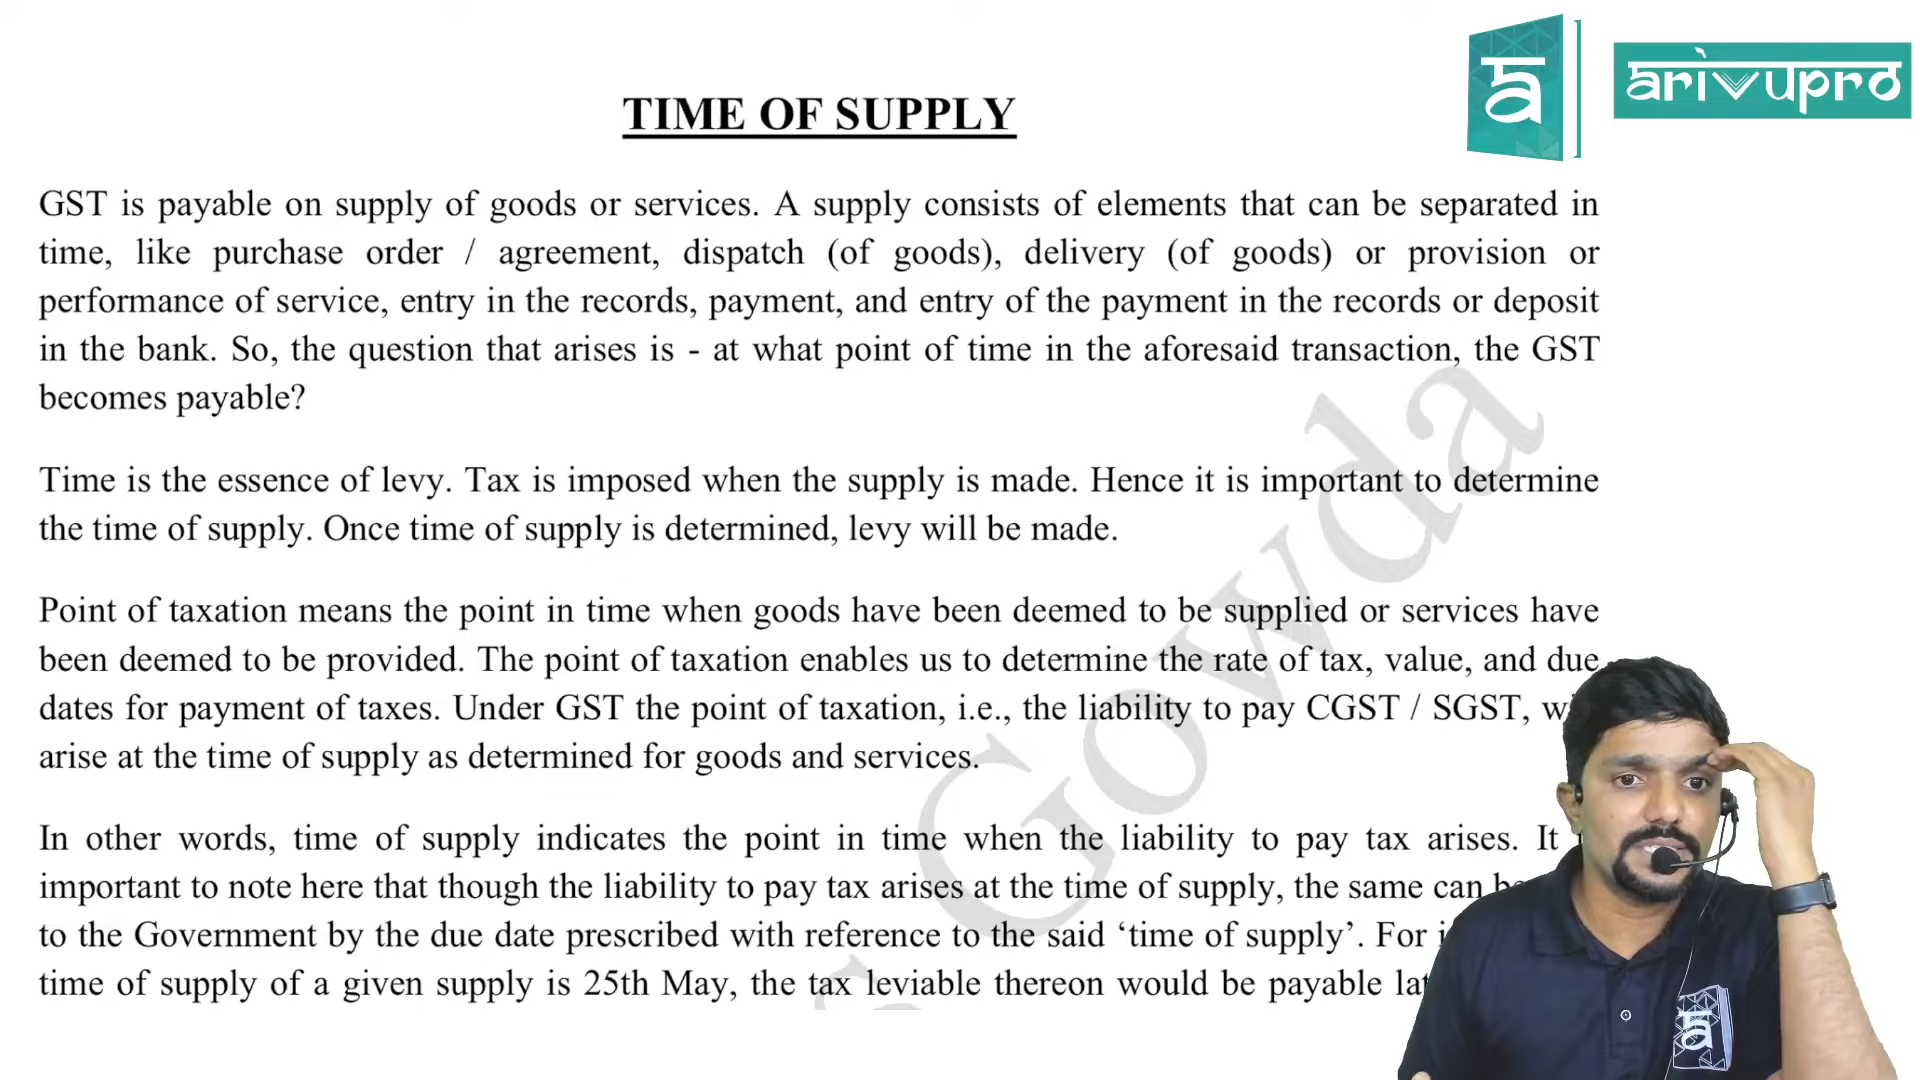 arivupro
TIME OF SUPPLY
GST is payable on supply of goods or services. A supply consists of elements that can be separated in
time, like purchase order / agreement, dispatch (of goods), delivery (of goods) or provision or
performance of service, entry in the records, payment, and entry of the payment in the records or deposit
in the bank. So, the question that arises is - at what point of time in the aforesaid transaction, the GST
becomes payable?
Time is the essence of levy. Tax is imposed when the supply is made. Hence it is important to determine
the time of supply. Once time of supply is determined, levy will be made.
Point of taxation means the point in time when goods have been deemed to be supplied or services have
been deemed to be provided. The point of taxation enables us to determine the rate of tax, value, and due
dates for payment of taxes. Under GST the point of taxation, i.e., the liability to pay CGST / SGST,
arise at the time of supply as determined for goods and services.
In other words, time of supply indicates the point in time when the liability to pay tax arises. It
important to note here that though the liability to pay tax arises at the time of supply, the same can
to the Government by the due date prescribed with reference to the said ‘time of supply’. For
time of supply of a given supply is 25th May, the tax leviable thereon would be payable
Gowda